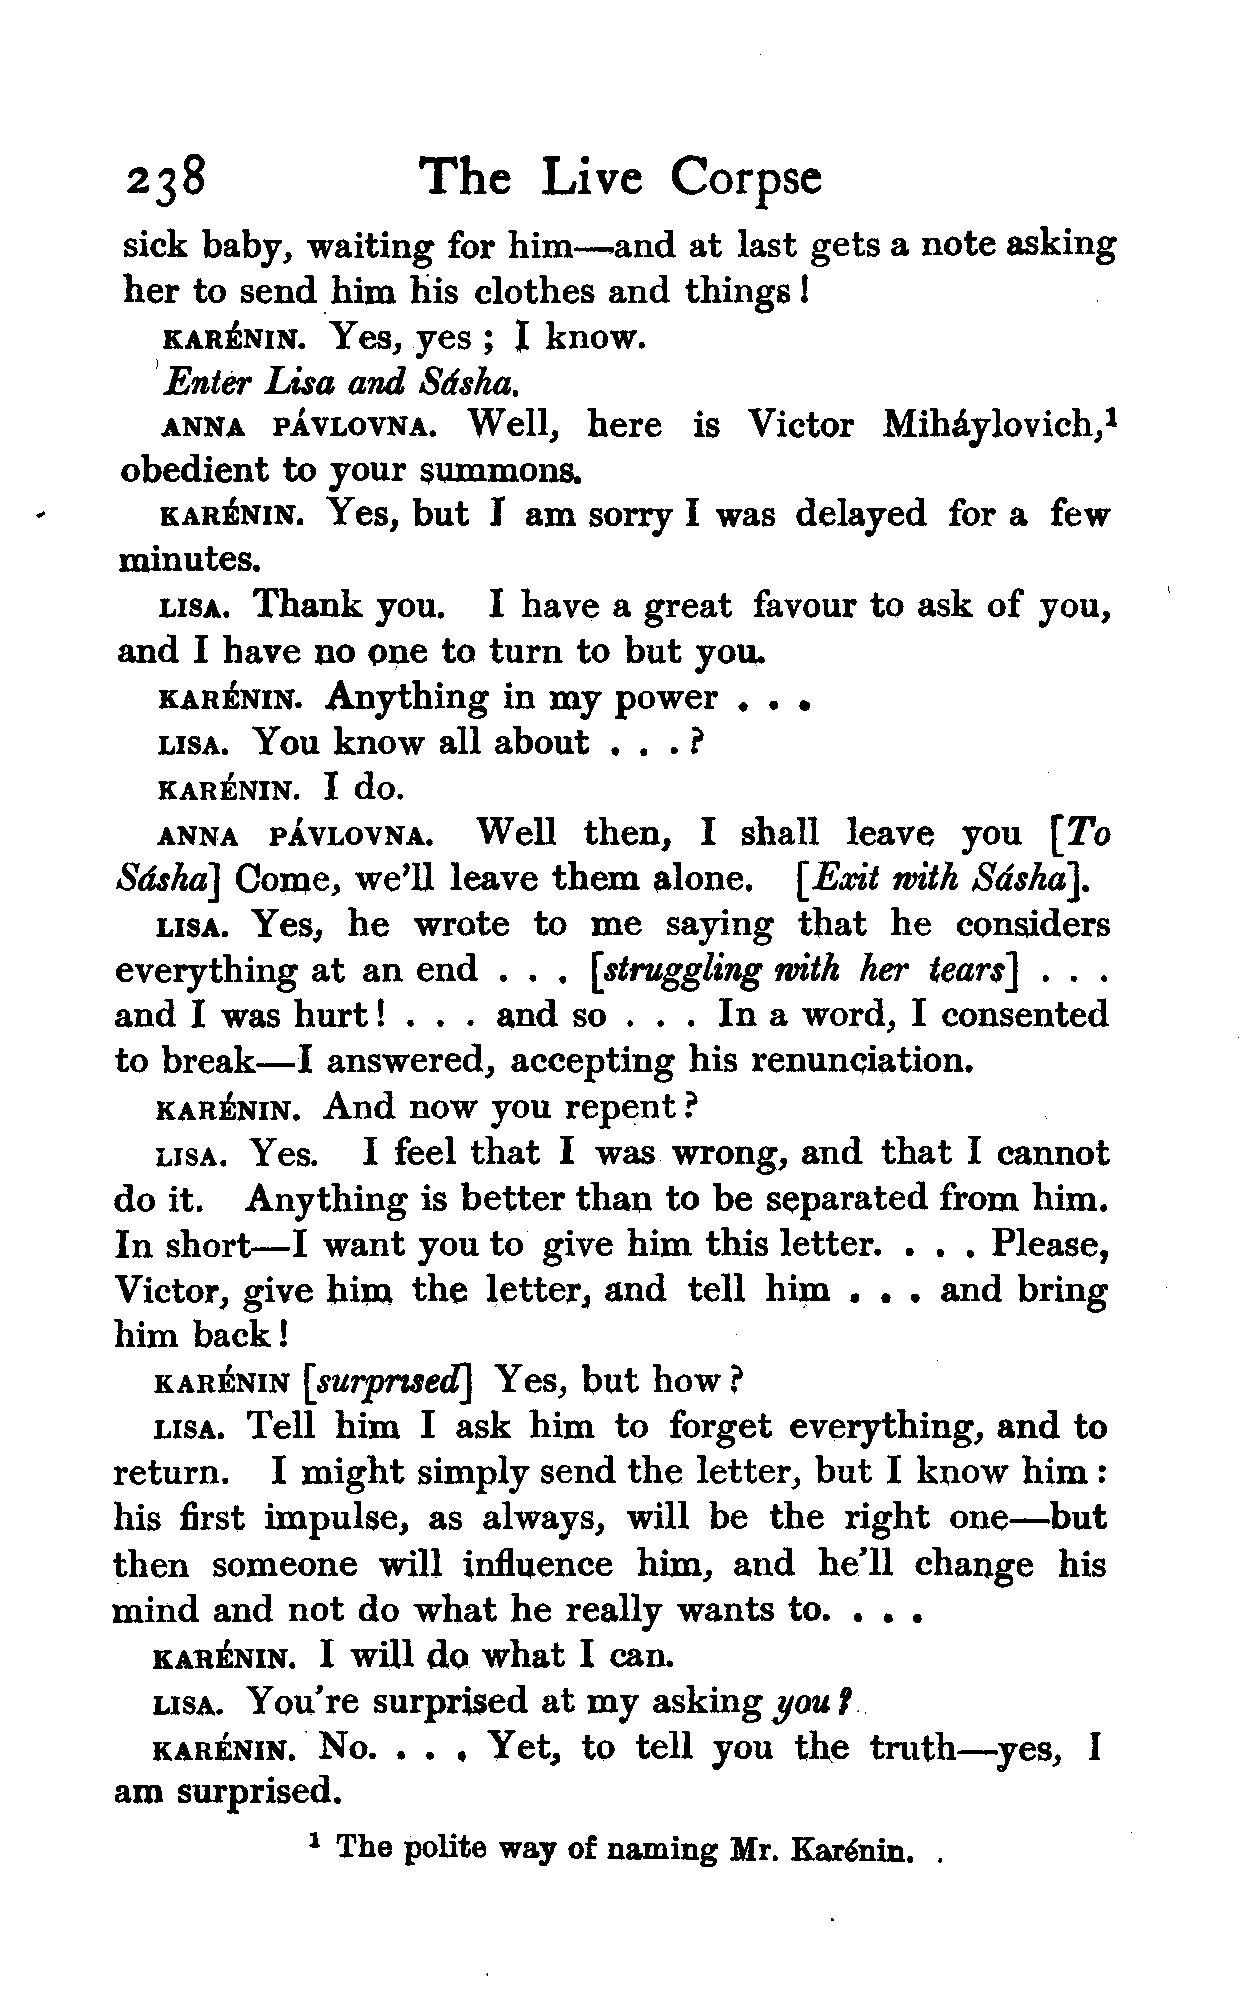 238 The Live Corpse
sick baby, waiting for him—and at last gets a note asking
her to send him his clothes and things!
KARÉNIN. Yes, yes; I know.
Enter Lisa and Sásha.
ANNA PÁVLOVNA. Well, here is Victor Miháylovich,¹
obedient to your summons.
KARÉNIN. Yes, but I am sorry I was delayed for a few
minutes.
LISA. Thank you. I have a great favour to ask of you,
and I have no one to turn to but you.
KARÉNIN. Anything in my power . . .
LISA. You know all about . . . ?
KARÉNIN. I do.
ANNA PÁVLOVNA. Well then, I shall leave you [To
Sásha] Come, we'll leave them alone. [Exit with Sásha].
LISA. Yes, he wrote to me saying that he considers
everything at an end . . . [struggling with her tears] . . .
and I was hurt! . . . and so . . . In a word, I consented
to break—I answered, accepting his renunciation.
KARÉNIN. And now you repent?
LISA. Yes. I feel that I was wrong, and that I cannot
do it. Anything is better than to be separated from him.
In short—I want you to give him this letter. . . . Please,
Victor, give him the letter, and tell him . . . and bring
him back!
KARÉNIN [surprised] Yes, but how?
LISA. Tell him I ask him to forget everything, and to
return. I might simply send the letter, but I know him:
his first impulse, as always, will be the right one—but
then someone will influence him, and he'll change his
mind and not do what he really wants to. . . .
KARÉNIN. I will do what I can.
LISA. You're surprised at my asking you?
KARÉNIN. No. . . . Yet, to tell you the truth—yes, I
am surprised.
¹ The polite way of naming Mr. Karénin.